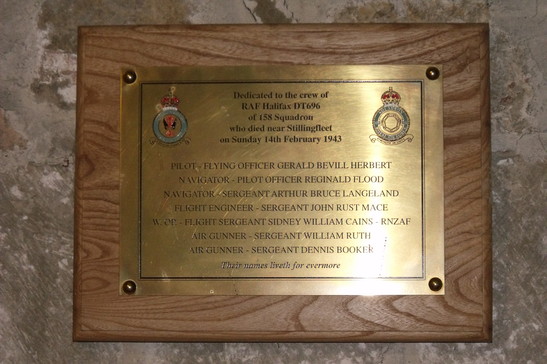 Dedicated to the crew of
RAF Halifax DT696
of 158 Squadron
who died near Stillingfleet
on Sunday 14th February 1943
PILOT - FLYING OFFICER GERALD BEVILL HERBERT
NAVIGATOR - PILOT OFFICER REGINALD FLOOD
NAVIGATOR - SERGEANT ARTHUR BRUCE LANGELAND
FLIGHT ENGINEER - SERGEANT JOHN RUST MACE
W. OP. - FLIGHT SERGEANT SIDNEY WILLIAM CAINS - RNZAF
AIR GUNNER - SERGEANT WILLIAM RUTH
AIR GUNNER - SERGEANT DENNIS BOOKER
Their names liveth for evermore